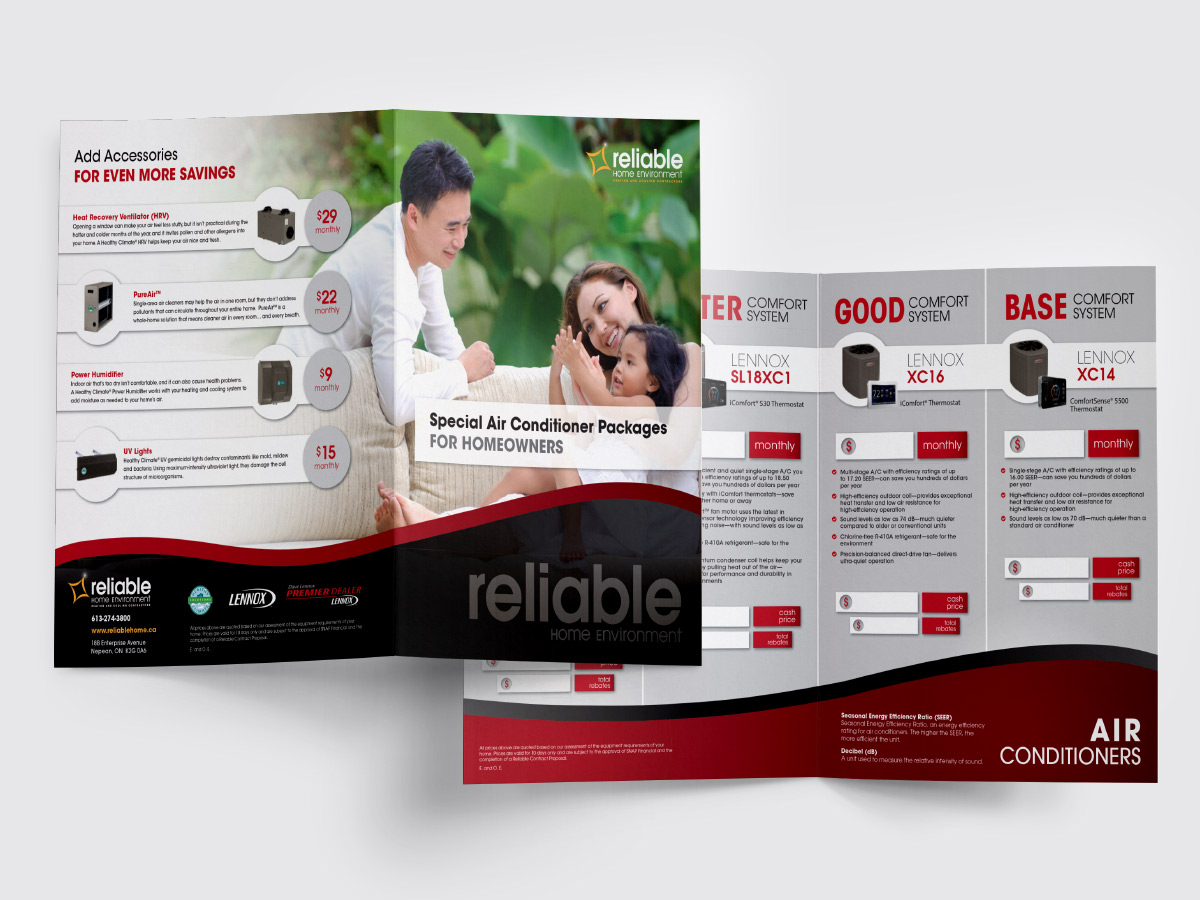 Add Accessories
FOR EVEN MORE SAVINGS
Heat Recovery Ventilator (HRV)
Opening a window can make your air feel less stuffy, but it isn't practical during the
hotter and colder months of the year, and it invites pollen and other allergens into
your home. A Healthy Climate® HRV helps keep your air nice and fresh.
$29
monthly
PureAir™
Single-area air cleaners may help the air in one room, but they don't address
pollutants that can circulate throughout your entire home. PureAir™ is a
whole-home solution that means cleaner air in every room... and every breath.
$22
monthly
Power Humidifier
Indoor air that's too dry isn't comfortable, and it can also cause health problems.
A Healthy Climate® Power Humidifier works with your heating and cooling system to
add moisture as needed to your home's air.
$9
monthly
UV Lights
Healthy Climate® UV germicidal lights destroy contaminants like mold, mildew
and bacteria. Using maximum-intensity ultraviolet light, they damage the cell
structure of microorganisms.
$15
monthly
reliable
HOME ENVIRONMENT
HEATING AND COOLING CONTRACTORS
613-274-3800
www.reliablehome.ca
18B Enterprise Avenue
Nepean, ON K2G 0A6
LENNOX
Dave Lennox
PREMIER DEALER
LENNOX
All prices above are quoted based on our assessment of the equipment requirements of your
home. Prices are valid for 10 days only and are subject to the approval of SNAP Financial and the
completion of a Reliable Contract Proposal.
E. and O. E.
reliable
HOME ENVIRONMENT
HEATING AND COOLING CONTRACTORS
Special Air Conditioner Packages
FOR HOMEOWNERS
reliable
HOME ENVIRONMENT
TER COMFORT
SYSTEM
LENNOX
SL18XC1
iComfort® S30 Thermostat
monthly
cient and quiet single-stage A/C you
efficiency ratings of up to 18.50
ave you hundreds of dollars per year
y with iComfort thermostats—save
her home or away
™ fan motor uses the latest in
nsor technology improving efficiency
ng noise—with sound levels as low as
R-410A refrigerant—safe for the
ntum condenser coil helps keep your
y pulling heat out of the air—
or performance and durability in
nments
cash
price
total
rebates
$
total
rebates
GOOD COMFORT
SYSTEM
LENNOX
XC16
iComfort® Thermostat
$
monthly
Multi-stage A/C with efficiency ratings of up
to 17.20 SEER—can save you hundreds of dollars
per year
High-efficiency outdoor coil—provides exceptional
heat transfer and low air resistance for
high-efficiency operation
Sound levels as low as 74 dB—much quieter
compared to older or conventional units
Chlorine-free R-410A refrigerant—safe for the
environment
Precision-balanced direct-drive fan—delivers
ultra-quiet operation
$
cash
price
$
total
rebates
BASE COMFORT
SYSTEM
LENNOX
XC14
ComfortSense® 5500
Thermostat
$
monthly
Single-stage A/C with efficiency ratings of up to
16.00 SEER—can save you hundreds of dollars
per year
High-efficiency outdoor coil—provides exceptional
heat transfer and low air resistance for
high-efficiency operation
Sound levels as low as 70 dB—much quieter than a
standard air conditioner
$
cash
price
$
total
rebates
All prices above are quoted based on our assessment of the equipment requirements of your
home. Prices are valid for 10 days only and are subject to the approval of SNAP Financial and the
completion of a Reliable Contract Proposal.
E. and O. E.
Seasonal Energy Efficiency Ratio (SEER)
Seasonal Energy Efficiency Ratio, an energy efficiency
rating for air conditioners. The higher the SEER, the
more efficient the unit.
Decibel (dB)
A unit used to measure the relative intensity of sound.
AIR
CONDITIONERS